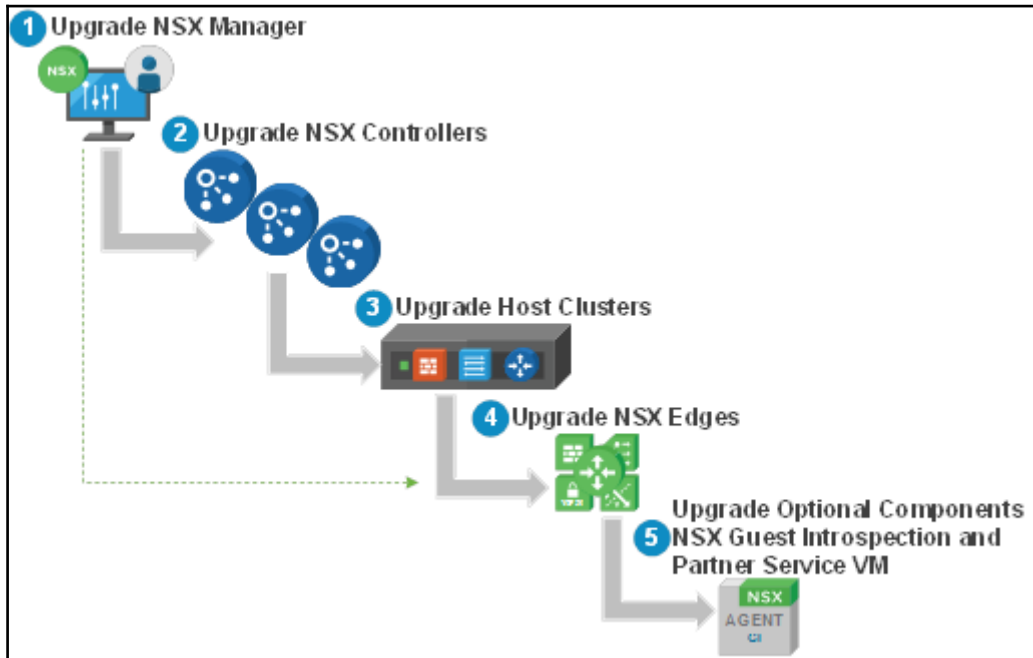 1 Upgrade NSX Manager
NSX
2 Upgrade NSX Controllers
3 Upgrade Host Clusters
4 Upgrade NSX Edges
Upgrade Optional Components
5 NSX Guest Introspection and
Partner Service VM
NSX
AGENT
GI